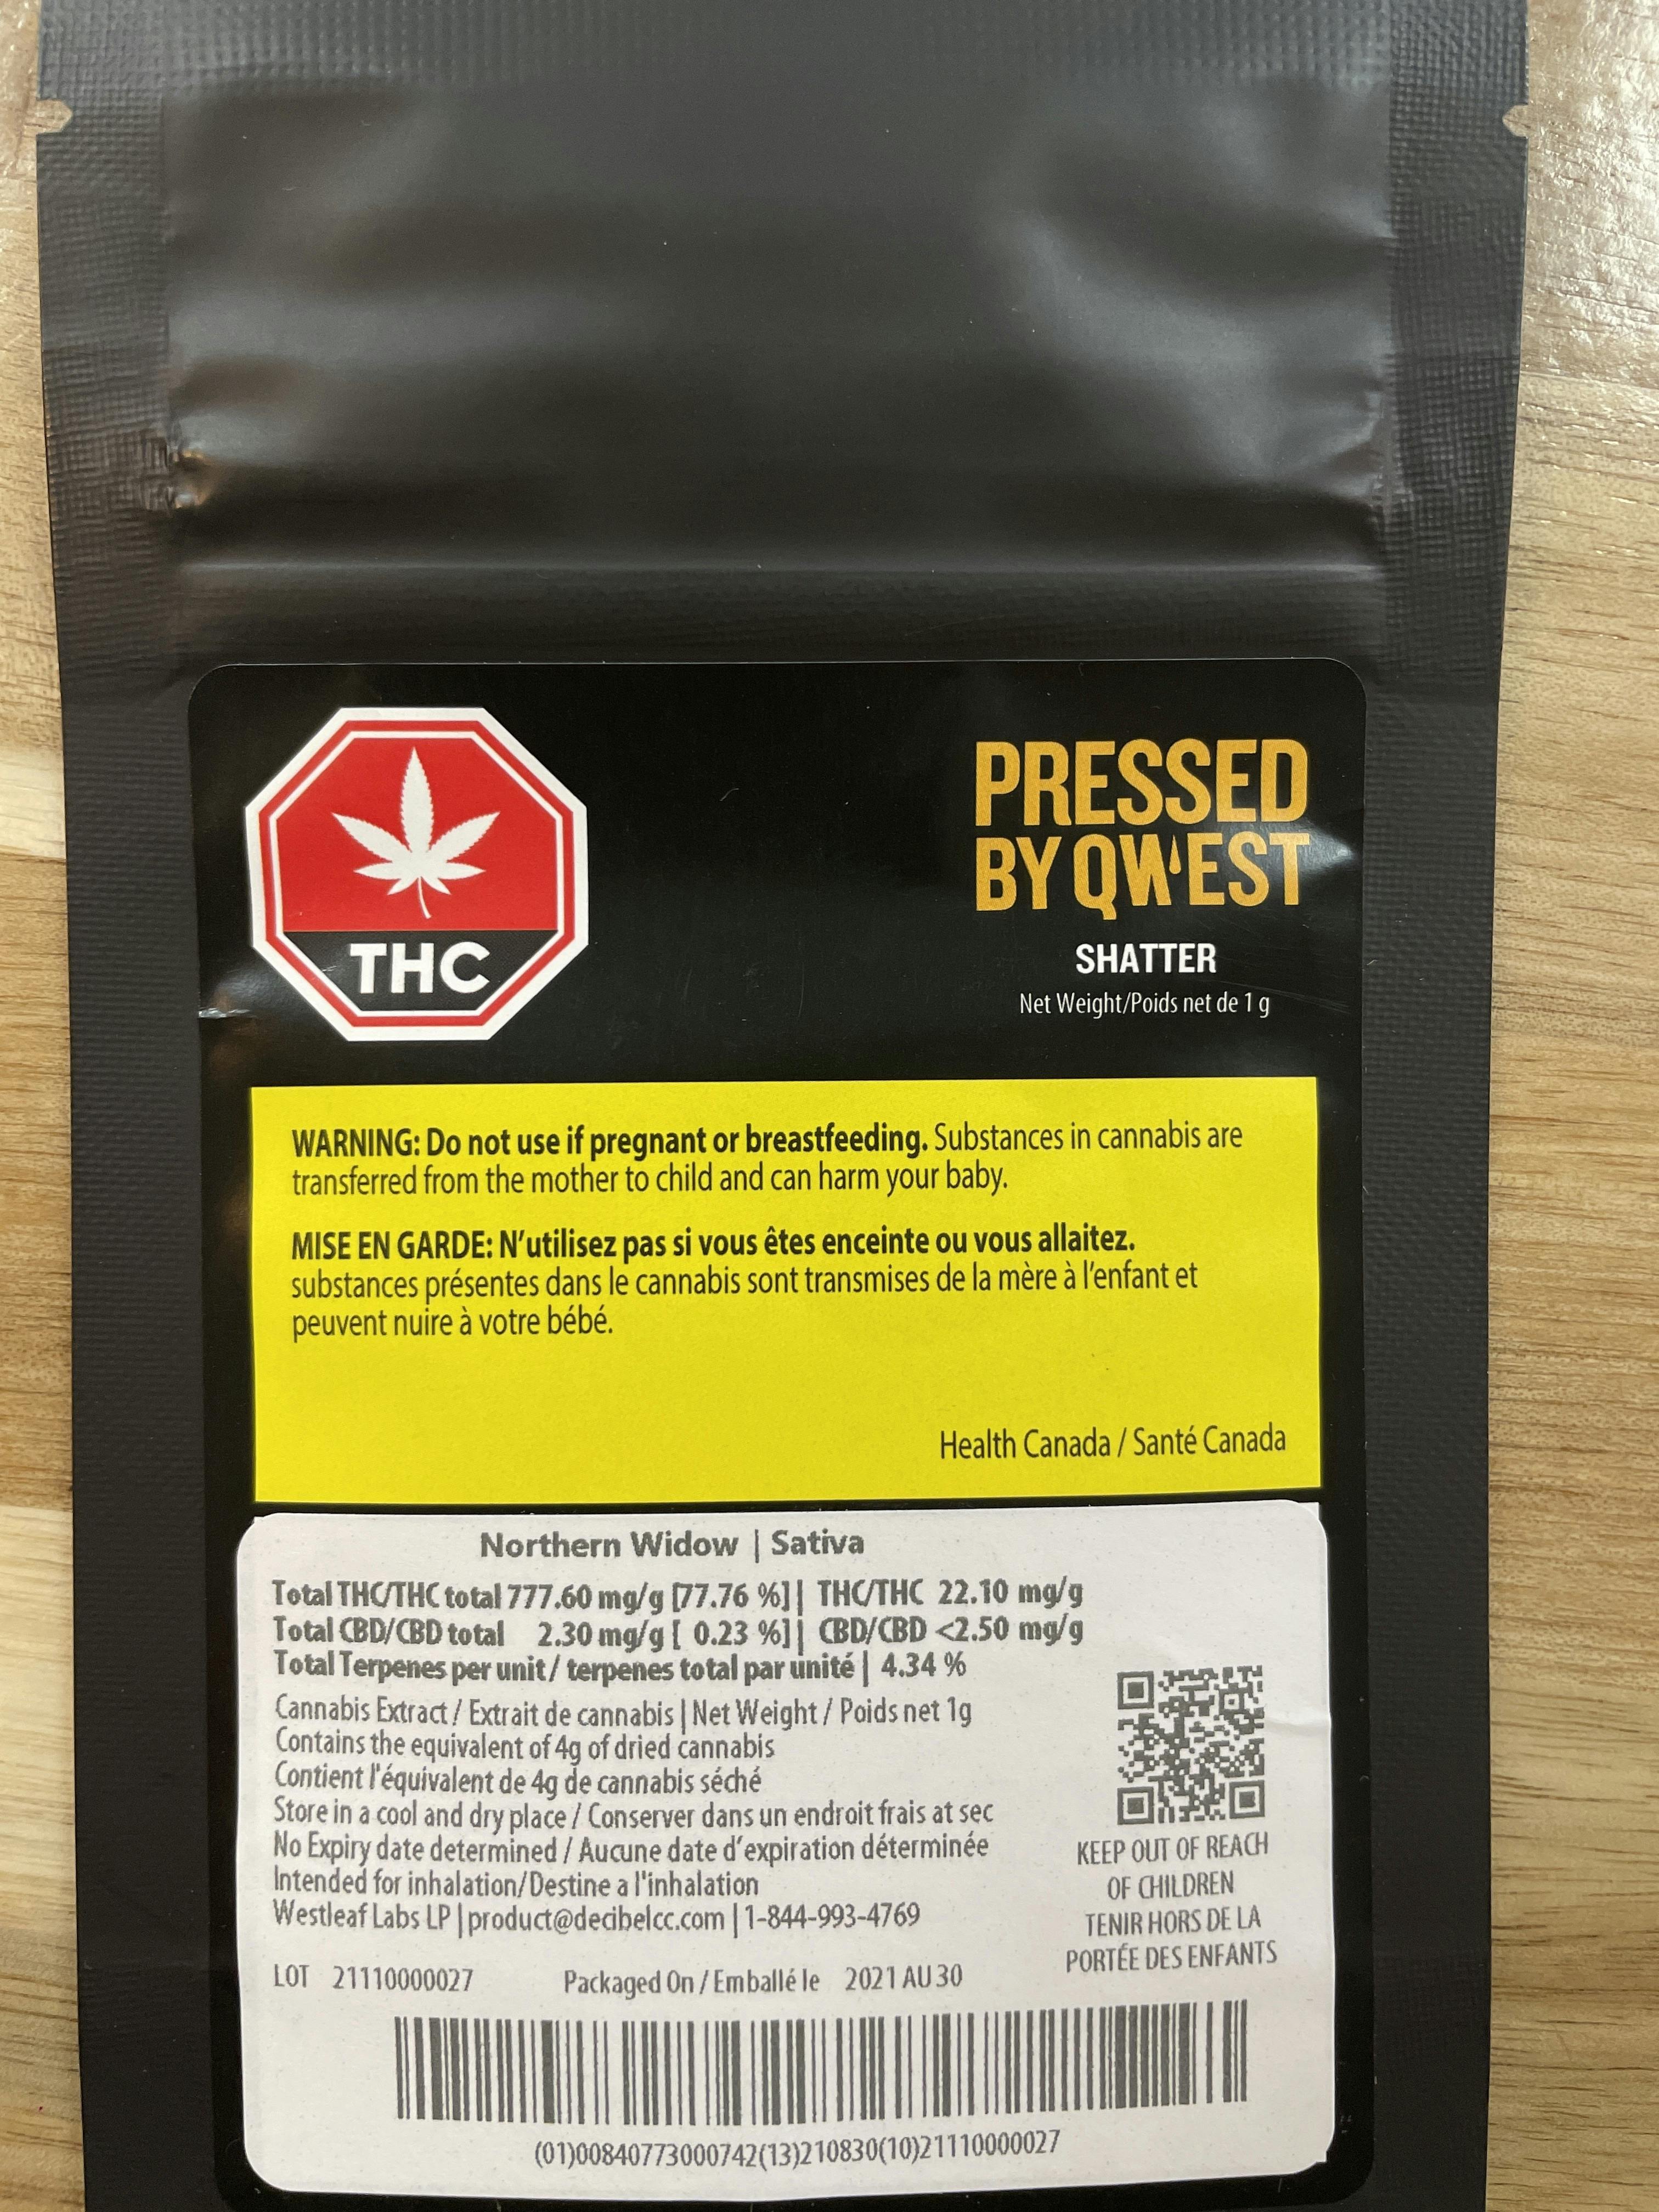 THC
PRESSED
BY QWEST
SHATTER
Net Weight/Poids net de 1 g
WARNING: Do not use if pregnant or breastfeeding. Substances in cannabis are
transferred from the mother to child and can harm your baby.
MISE EN GARDE: N'utilisez pas si vous êtes enceinte ou vous allaitez.
substances présentes dans le cannabis sont transmises de la mère à l'enfant et
peuvent nuire à votre bébé.
Health Canada / Santé Canada
Northern Widow | Sativa
Total THC/THC total 777.60 mg/g [77.76 %] | THC/THC 22.10 mg/g
Total CBD/CBD total 2.30 mg/g [ 0.23 %] | CBD/CBD <2.50 mg/g
Total Terpenes per unit / terpenes total par unité | 4.34 %
Cannabis Extract / Extrait de cannabis | Net Weight / Poids net 1g
Contains the equivalent of 4g of dried cannabis
Contient l'équivalent de 4g de cannabis séché
Store in a cool and dry place / Conserver dans un endroit frais at sec
No Expiry date determined / Aucune date d'expiration déterminée
Intended for inhalation/Destine a l'inhalation
Westleaf Labs LP | product@decibelcc.com | 1-844-993-4769
KEEP OUT OF REACH
OF CHILDREN
TENIR HORS DE LA
PORTÉE DES ENFANTS
LOT 21110000027 Packaged On / Emballé le 2021 AU 30
(01)00840773000742(13)210830(10)21110000027